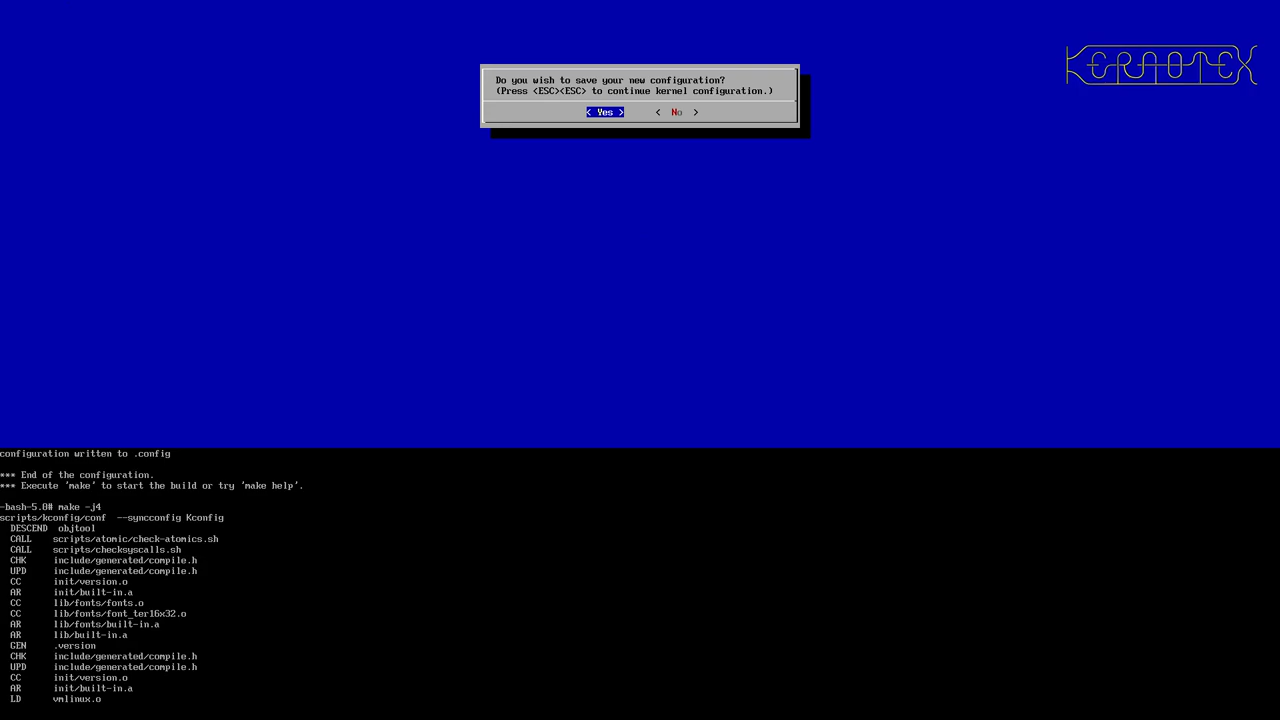 KERNOTEX
Do you wish to save your new configuration?
(Press <ESC><ESC> to continue kernel configuration.)
< Yes > < No >
configuration written to .config
*** End of the configuration.
*** Execute 'make' to start the build or try 'make help'.
-bash-5.0# make -j4
scripts/kconfig/conf --syncconfig Kconfig
DESCEND objtool
CALL scripts/atomic/check-atomics.sh
CALL scripts/checksyscalls.sh
CHK include/generated/compile.h
UPD include/generated/compile.h
CC init/version.o
AR init/built-in.a
CC lib/fonts/fonts.o
CC lib/fonts/font_ter16x32.o
AR lib/fonts/built-in.a
AR lib/built-in.a
GEN .version
CHK include/generated/compile.h
UPD include/generated/compile.h
CC init/version.o
AR init/built-in.a
LD vmlinux.o